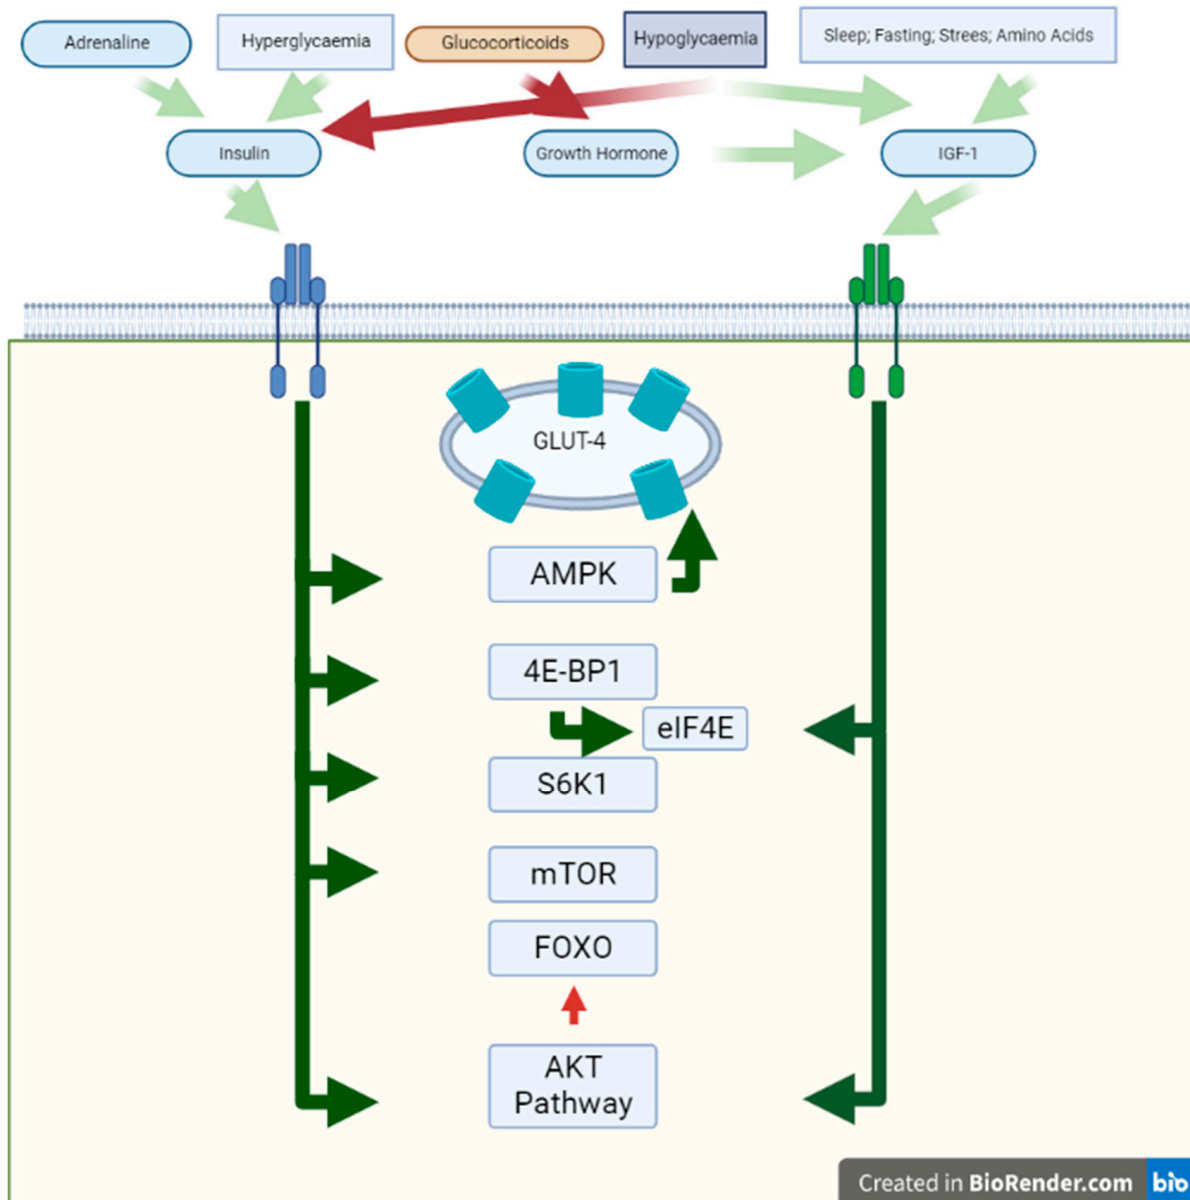 Adrenaline
Hyperglycaemia
Glucocorticoids
Hypoglycaemia
Sleep; Fasting; Strees; Amino Acids
Insulin
Growth Hormone
IGF-1
GLUT-4
AMPK
4E-BP1
eIF4E
S6K1
mTOR
FOXO
AKT
Pathway
Created in BioRender.com bio